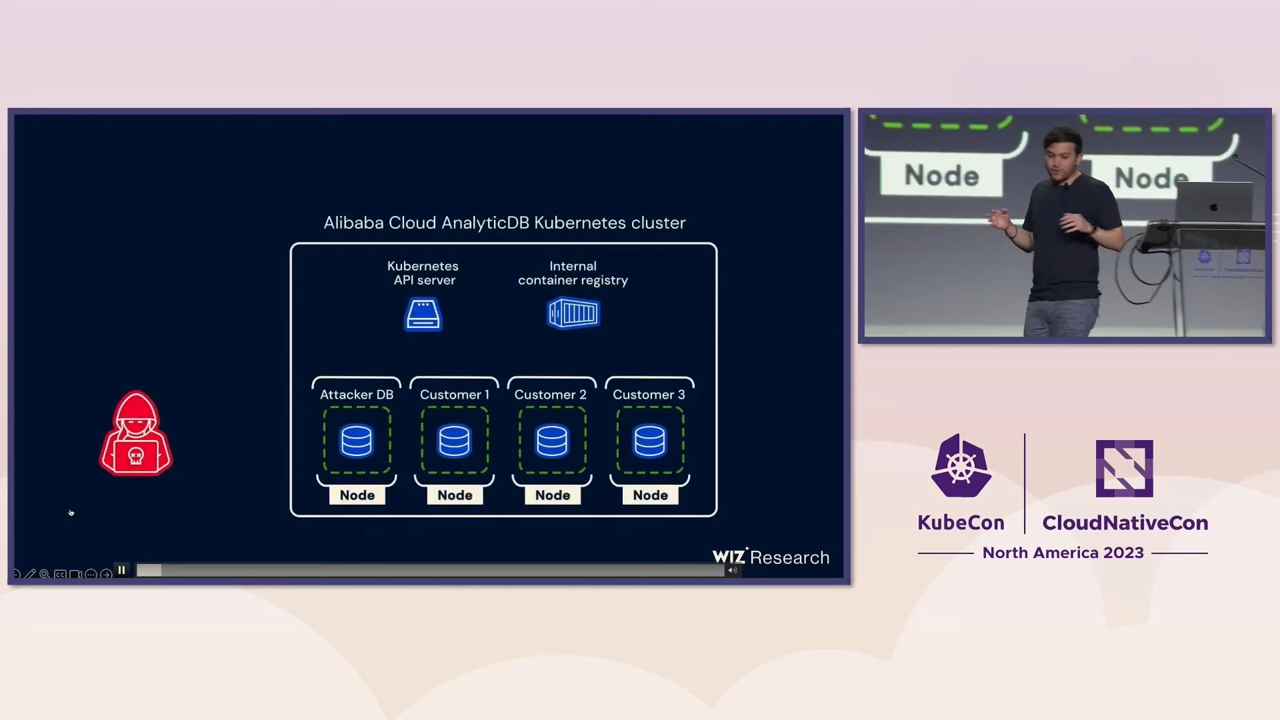 Alibaba Cloud AnalyticDB Kubernetes cluster
Kubernetes
API server
Internal
container registry
Attacker DB
Customer 1
Customer 2
Customer 3
Node
Node
Node
Node
WIZ Research
Node
Node
KubeCon
CloudNativeCon
North America 2023